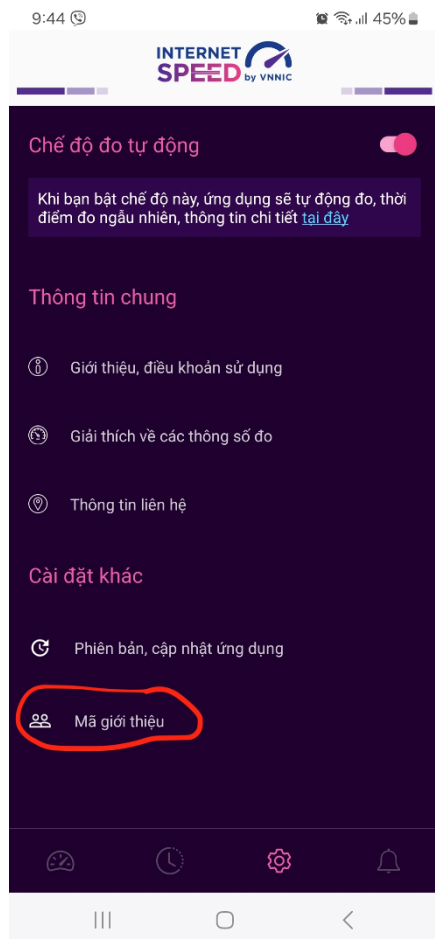 9:44
45%
INTERNET
SPEED by VNNIC
Chế độ đo tự động
Khi bạn bật chế độ này, ứng dụng sẽ tự động đo, thời
điểm đo ngẫu nhiên, thông tin chi tiết tại đây
Thông tin chung
Giới thiệu, điều khoản sử dụng
Giải thích về các thông số đo
Thông tin liên hệ
Cài đặt khác
Phiên bản, cập nhật ứng dụng
Mã giới thiệu